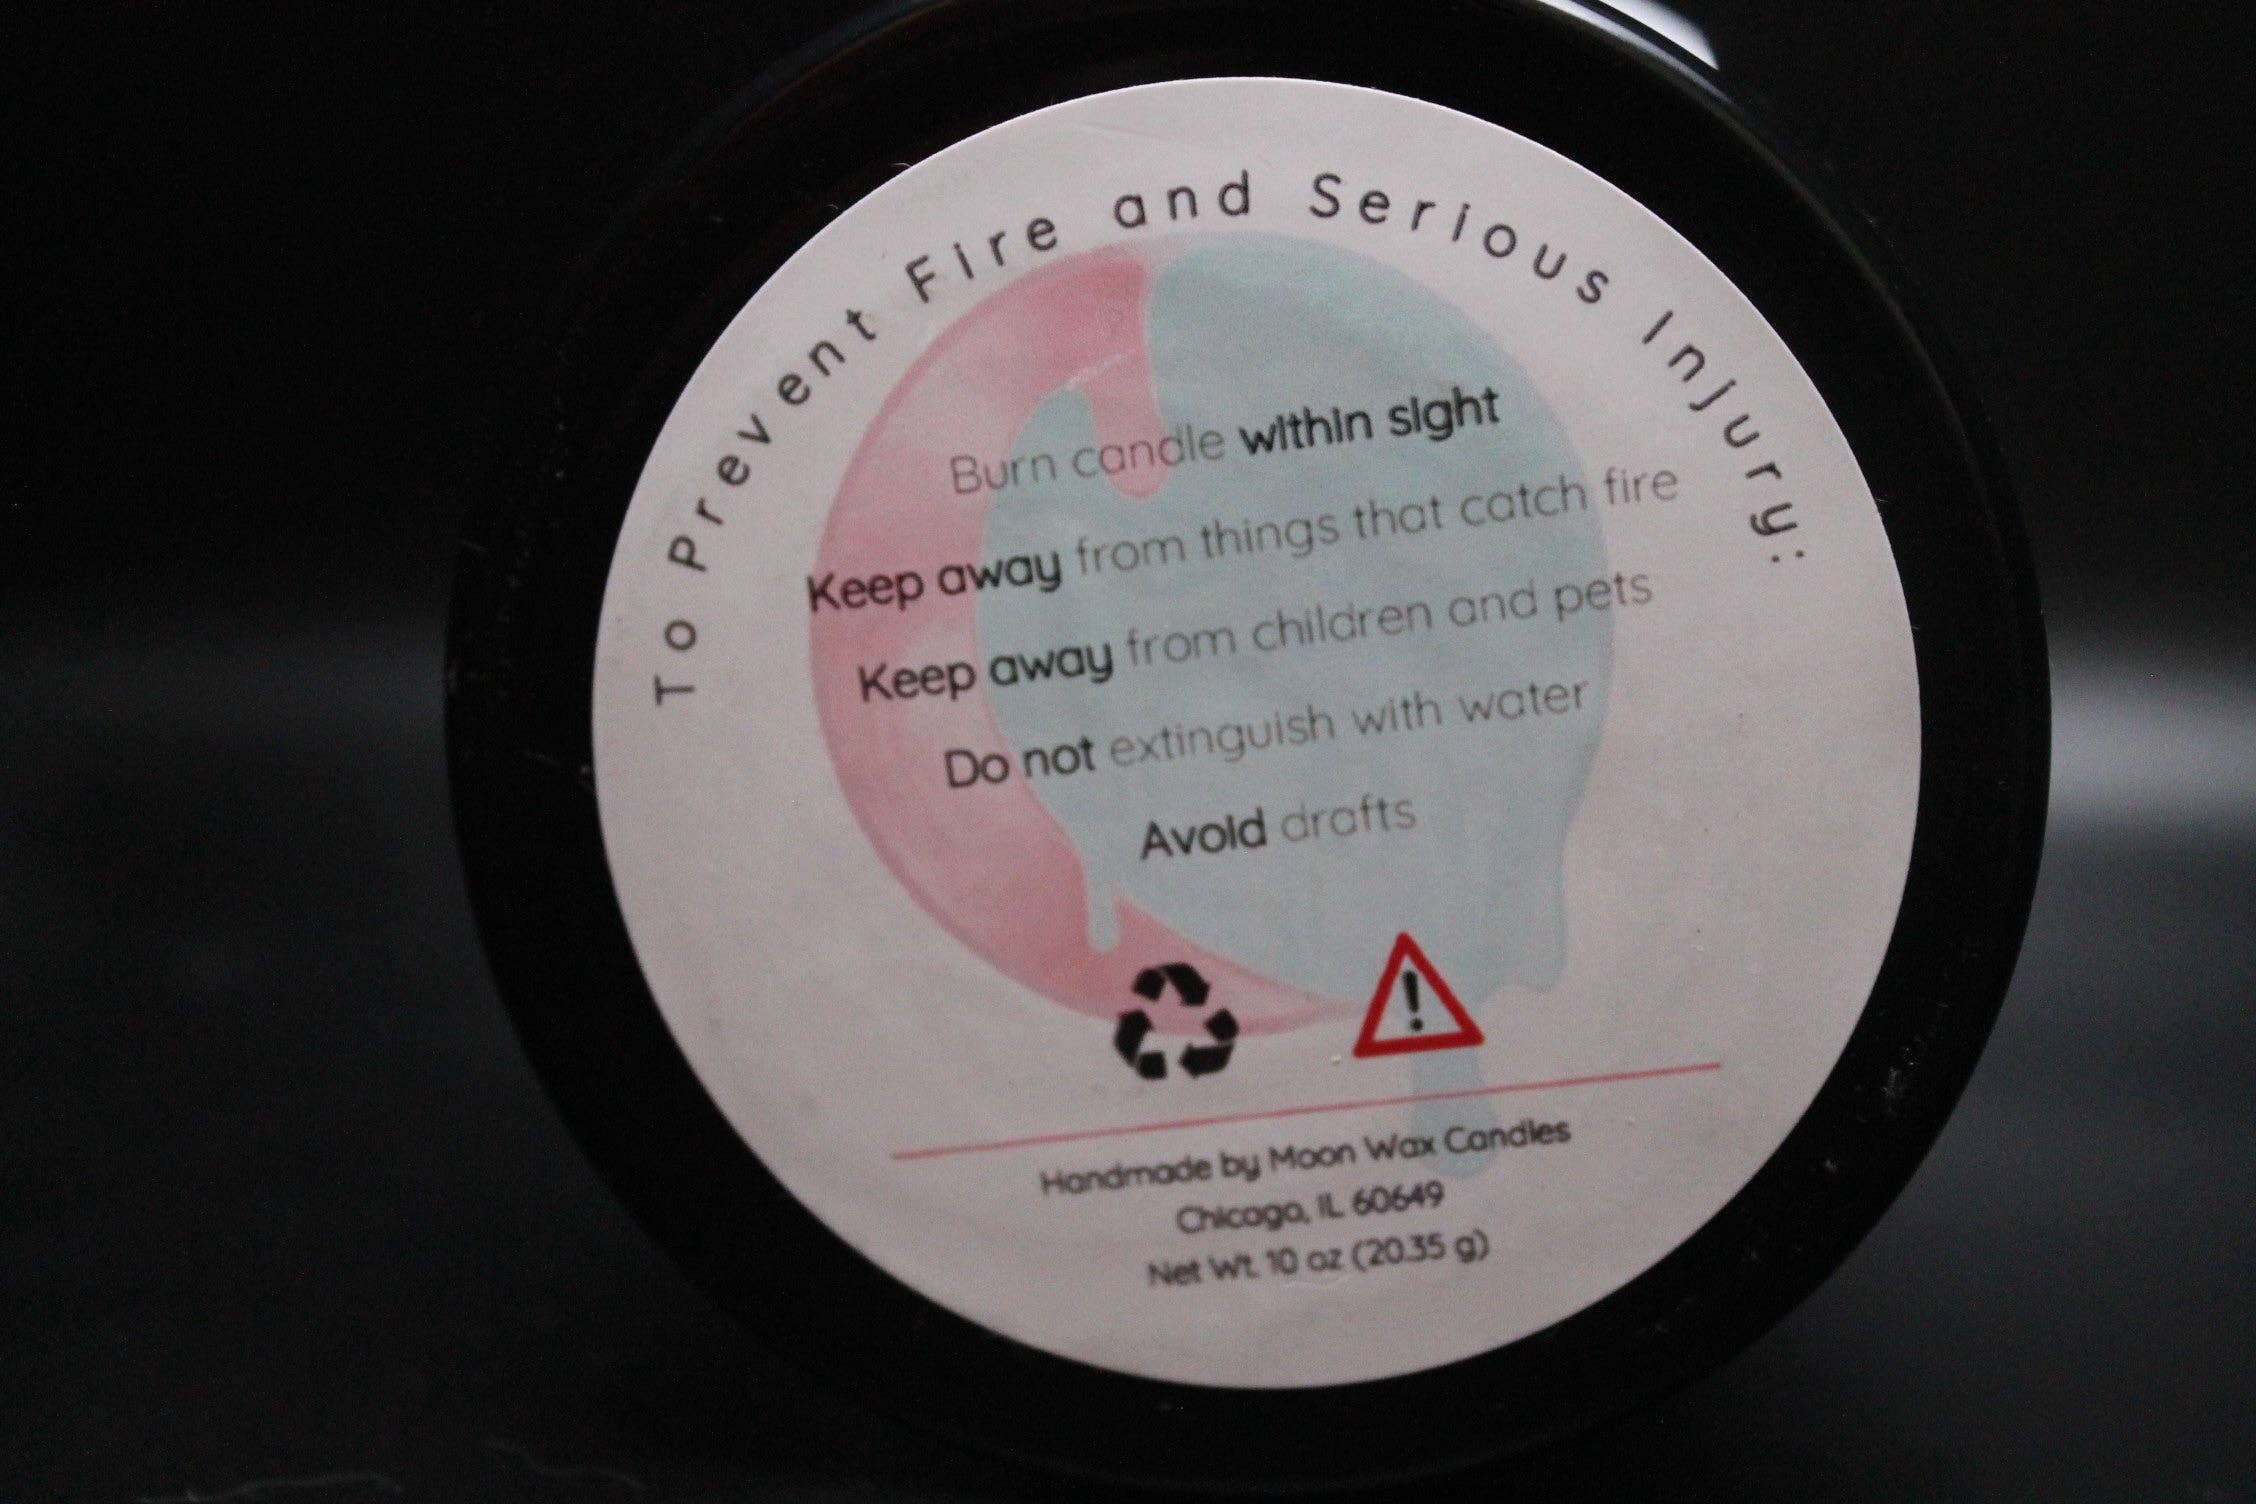 To Prevent Fire and Serious Injury:
Burn candle within sight
Keep away from things that catch fire
Keep away from children and pets
Do not extinguish with water
Avoid drafts
Handmade by Moon Wax Candles
Chicago, IL 60649
Net Wt. 10 oz (20.35 g)